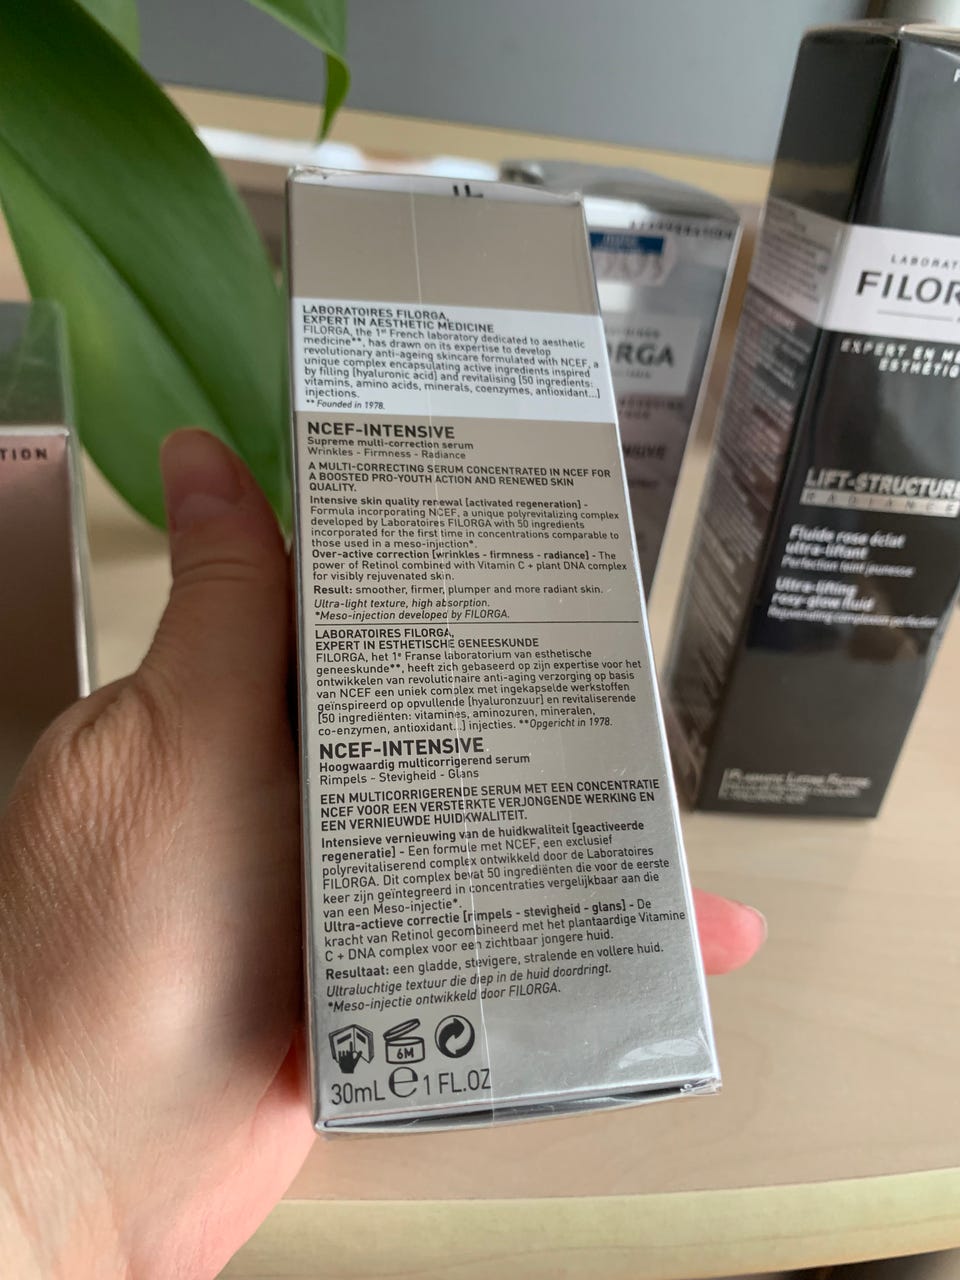 LABORATOIRES FILORGA,
EXPERT IN AESTHETIC MEDICINE
FILORGA, the 1st French laboratory dedicated to aesthetic
medicine**, has drawn on its expertise to develop
revolutionary anti-ageing skincare formulated with NCEF, a
unique complex encapsulating active ingredients inspired
by filling [hyaluronic acid] and revitalising [50 ingredients:
vitamins, amino acids, minerals, coenzymes, antioxidant...]
injections.
** Founded in 1978.
NCEF-INTENSIVE
Supreme multi-correction serum
Wrinkles - Firmness - Radiance
A MULTI-CORRECTING SERUM CONCENTRATED IN NCEF FOR
A BOOSTED PRO-YOUTH ACTION AND RENEWED SKIN
QUALITY.
Intensive skin quality renewal [activated regeneration] -
Formula incorporating NCEF, a unique polyrevitalizing complex
developed by Laboratoires FILORGA with 50 ingredients
incorporated for the first time in concentrations comparable to
those used in a meso-injection*.
Over-active correction [wrinkles - firmness - radiance] - The
power of Retinol combined with Vitamin C + plant DNA complex
for visibly rejuvenated skin.
Result: smoother, firmer, plumper and more radiant skin.
Ultra-light texture, high absorption.
*Meso-injection developed by FILORGA.
LABORATOIRES FILORGA,
EXPERT IN ESTHETISCHE GENEESKUNDE
FILORGA, het 1e Franse laboratorium van esthetische
geneeskunde**, heeft zich gebaseerd op zijn expertise voor het
ontwikkelen van revolutionaire anti-aging verzorging op basis
van NCEF een uniek complex met ingekapselde werkstoffen
geïnspireerd op opvullende [hyaluronzuur] en revitaliserende
[50 ingrediënten: vitamines, aminozuren, mineralen,
co-enzymen, antioxidant...] injecties. **Opgericht in 1978.
NCEF-INTENSIVE
Hoogwaardig multicorrigerend serum
Rimpels - Stevigheid - Glans
EEN MULTICORRIGERENDE SERUM MET EEN CONCENTRATIE
NCEF VOOR EEN VERSTERKTE VERJONGENDE WERKING EN
EEN VERNIEUWDE HUIDKWALITEIT.
Intensieve vernieuwing van de huidkwaliteit [geactiveerde
regeneratie] - Een formule met NCEF, een exclusief
polyrevitaliserend complex ontwikkeld door de Laboratoires
FILORGA. Dit complex bevat 50 ingrediënten die voor de eerste
keer zijn geïntegreerd in concentraties vergelijkbaar aan die
van een Meso-injectie*.
Ultra-actieve correctie [rimpels - stevigheid - glans] - De
kracht van Retinol gecombineerd met het plantaardige Vitamine
C + DNA complex voor een zichtbaar jongere huid.
Resultaat: een gladde, stevigere, stralende en vollere huid.
Ultraluchtige textuur die diep in de huid doordringt.
*Meso-injectie ontwikkeld door FILORGA.
6M
30mL e 1 FL.OZ
TION
ORGA
LABORAT
FILOR
EXPERT EN ME
ESTHÉTIQ
LIFT-STRUCTURE
RADIANCE
Fluide rose éclat
ultra-liftant
Perfection teint jeunesse
Ultra-lifting
rosy-glow fluid
Rejuvenating complexion perfection